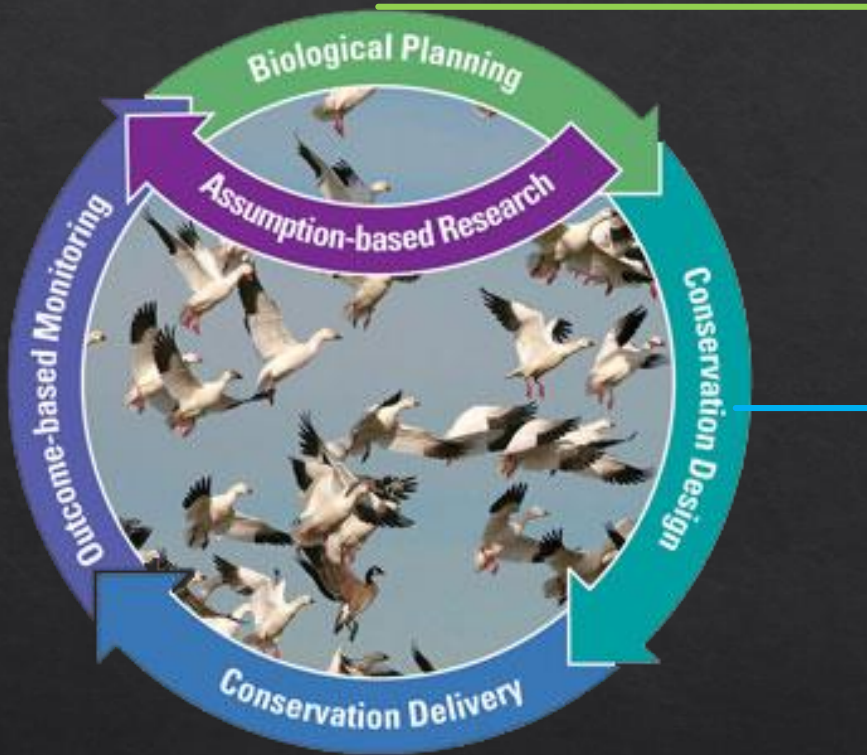 Biological Planning
Assumption-based Research
Conservation Design
Conservation Delivery
Outcome-based Monitoring